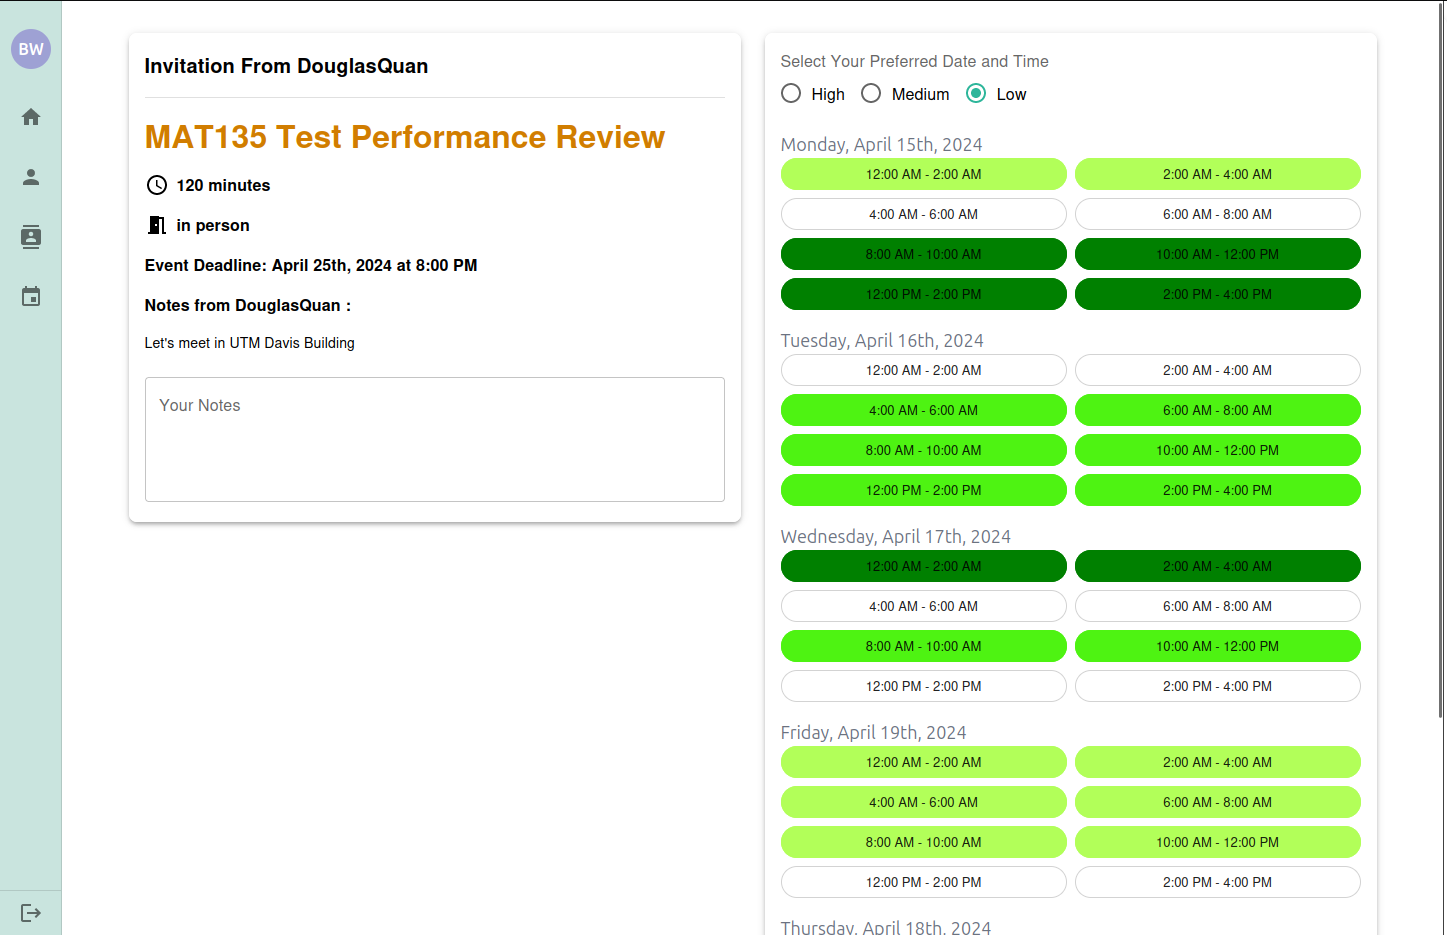 BW
Invitation From DouglasQuan
MAT135 Test Performance Review
120 minutes
in person
Event Deadline: April 25th, 2024 at 8:00 PM
Notes from DouglasQuan :
Let's meet in UTM Davis Building
Your Notes
Select Your Preferred Date and Time
High Medium Low
Monday, April 15th, 2024
12:00 AM - 2:00 AM 2:00 AM - 4:00 AM
4:00 AM - 6:00 AM 6:00 AM - 8:00 AM
8:00 AM - 10:00 AM 10:00 AM - 12:00 PM
12:00 PM - 2:00 PM 2:00 PM - 4:00 PM
Tuesday, April 16th, 2024
12:00 AM - 2:00 AM 2:00 AM - 4:00 AM
4:00 AM - 6:00 AM 6:00 AM - 8:00 AM
8:00 AM - 10:00 AM 10:00 AM - 12:00 PM
12:00 PM - 2:00 PM 2:00 PM - 4:00 PM
Wednesday, April 17th, 2024
12:00 AM - 2:00 AM 2:00 AM - 4:00 AM
4:00 AM - 6:00 AM 6:00 AM - 8:00 AM
8:00 AM - 10:00 AM 10:00 AM - 12:00 PM
12:00 PM - 2:00 PM 2:00 PM - 4:00 PM
Friday, April 19th, 2024
12:00 AM - 2:00 AM 2:00 AM - 4:00 AM
4:00 AM - 6:00 AM 6:00 AM - 8:00 AM
8:00 AM - 10:00 AM 10:00 AM - 12:00 PM
12:00 PM - 2:00 PM 2:00 PM - 4:00 PM
Thursday, April 18th, 2024